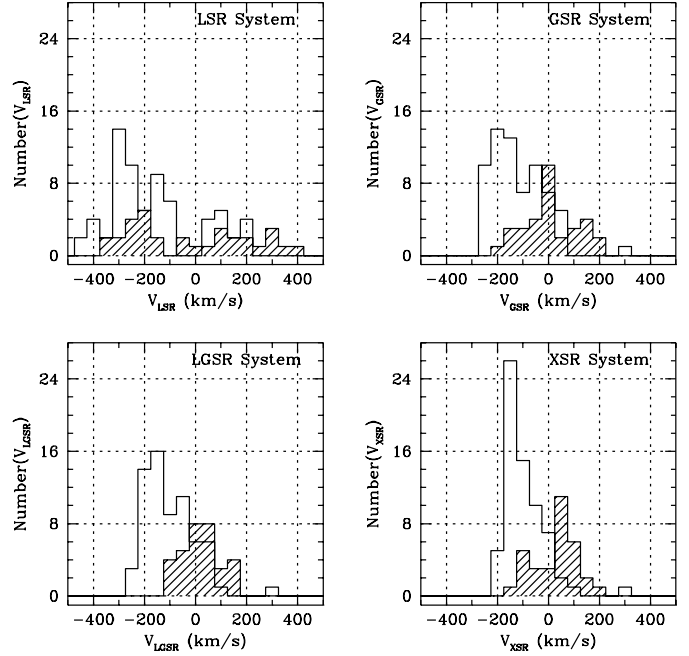 LSR System
28
16
8
0
Number(V_LSR)
-400 -200 0 200 400
V_LSR (km/s)
GSR System
24
16
8
0
Number(V_GSR)
-400 -200 0 200 400
V_GSR (km/s)
LGSR System
24
16
8
0
Number(V_LGSR)
-400 -200 0 200 400
V_LGSR (km/s)
XSR System
24
16
8
0
Number(V_XSR)
-400 -200 0 200 400
V_XSR (km/s)